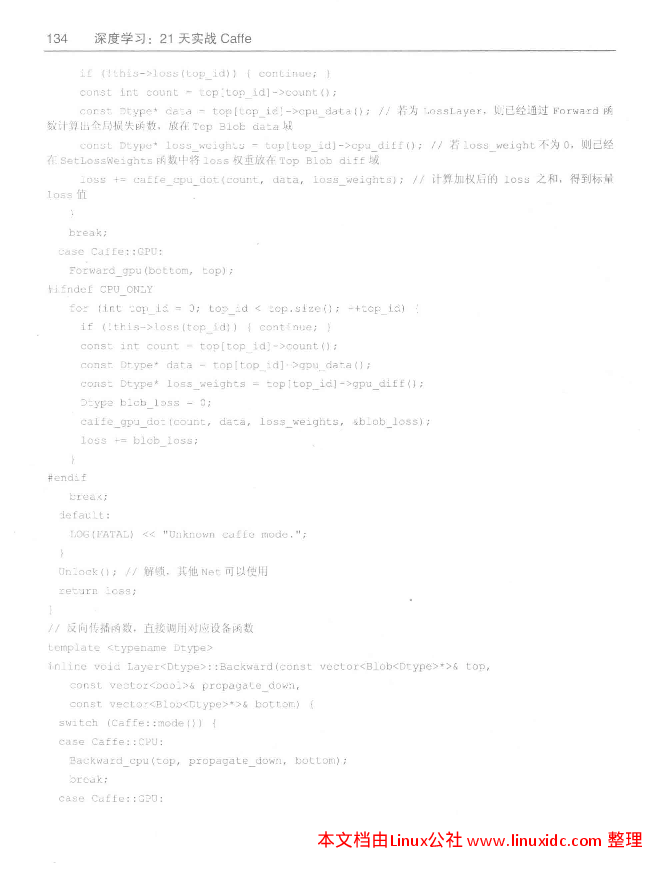 134 深度学习：21 天实战 Caffe
if (!this->loss(top_id)) { continue; }
const int count = top[top_id]->count();
const Dtype* data = top[top_id]->cpu_data(); // 若为 LossLayer，则已经通过 Forward 函
数计算出全局损失函数，放在 Top Blob data 域
const Dtype* loss_weights = top[top_id]->cpu_diff(); // 若 loss_weight 不为 0，则已经
在 SetLossWeights 函数中将 loss 权重放在 Top Blob diff 域
loss += caffe_cpu_dot(count, data, loss_weights); // 计算加权后的 loss 之和，得到标量
loss 值
}
break;
case Caffe::GPU:
Forward_gpu(bottom, top);
#ifndef CPU_ONLY
for (int top_id = 0; top_id < top.size(); ++top_id) {
if (!this->loss(top_id)) { continue; }
const int count = top[top_id]->count();
const Dtype* data = top[top_id]->gpu_data();
const Dtype* loss_weights = top[top_id]->gpu_diff();
Dtype blob_loss = 0;
caffe_gpu_dot(count, data, loss_weights, &blob_loss);
loss += blob_loss;
}
#endif
break;
default:
LOG(FATAL) << "Unknown caffe mode.";
}
Unlock(); // 解锁，其他 Net 可以使用
return loss;
}
// 反向传播函数，直接调用对应设备函数
template <typename Dtype>
inline void Layer<Dtype>::Backward(const vector<Blob<Dtype>*>& top,
const vector<bool>& propagate_down,
const vector<Blob<Dtype>*>& bottom) {
switch (Caffe::mode()) {
case Caffe::CPU:
Backward_cpu(top, propagate_down, bottom);
break;
case Caffe::GPU:
本文档由Linux公社 www.linuxidc.com 整理